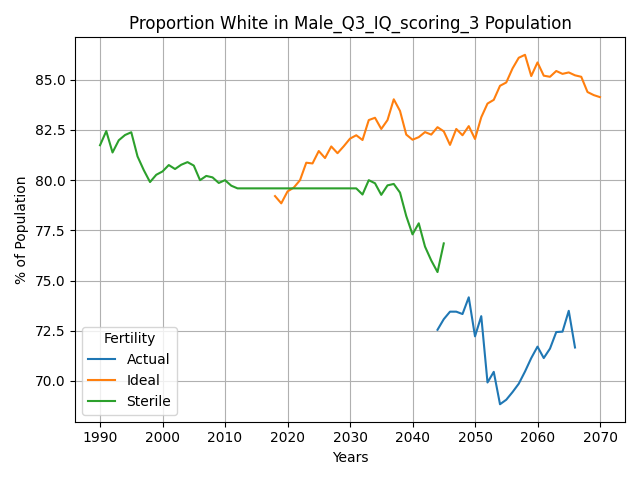 Proportion White in Male_Q3_IQ_scoring_3 Population
% of Population
85.0
82.5
80.0
77.5
75.0
72.5
70.0
Fertility
Actual
Ideal
Sterile
1990 2000 2010 2020 2030 2040 2050 2060 2070
Years